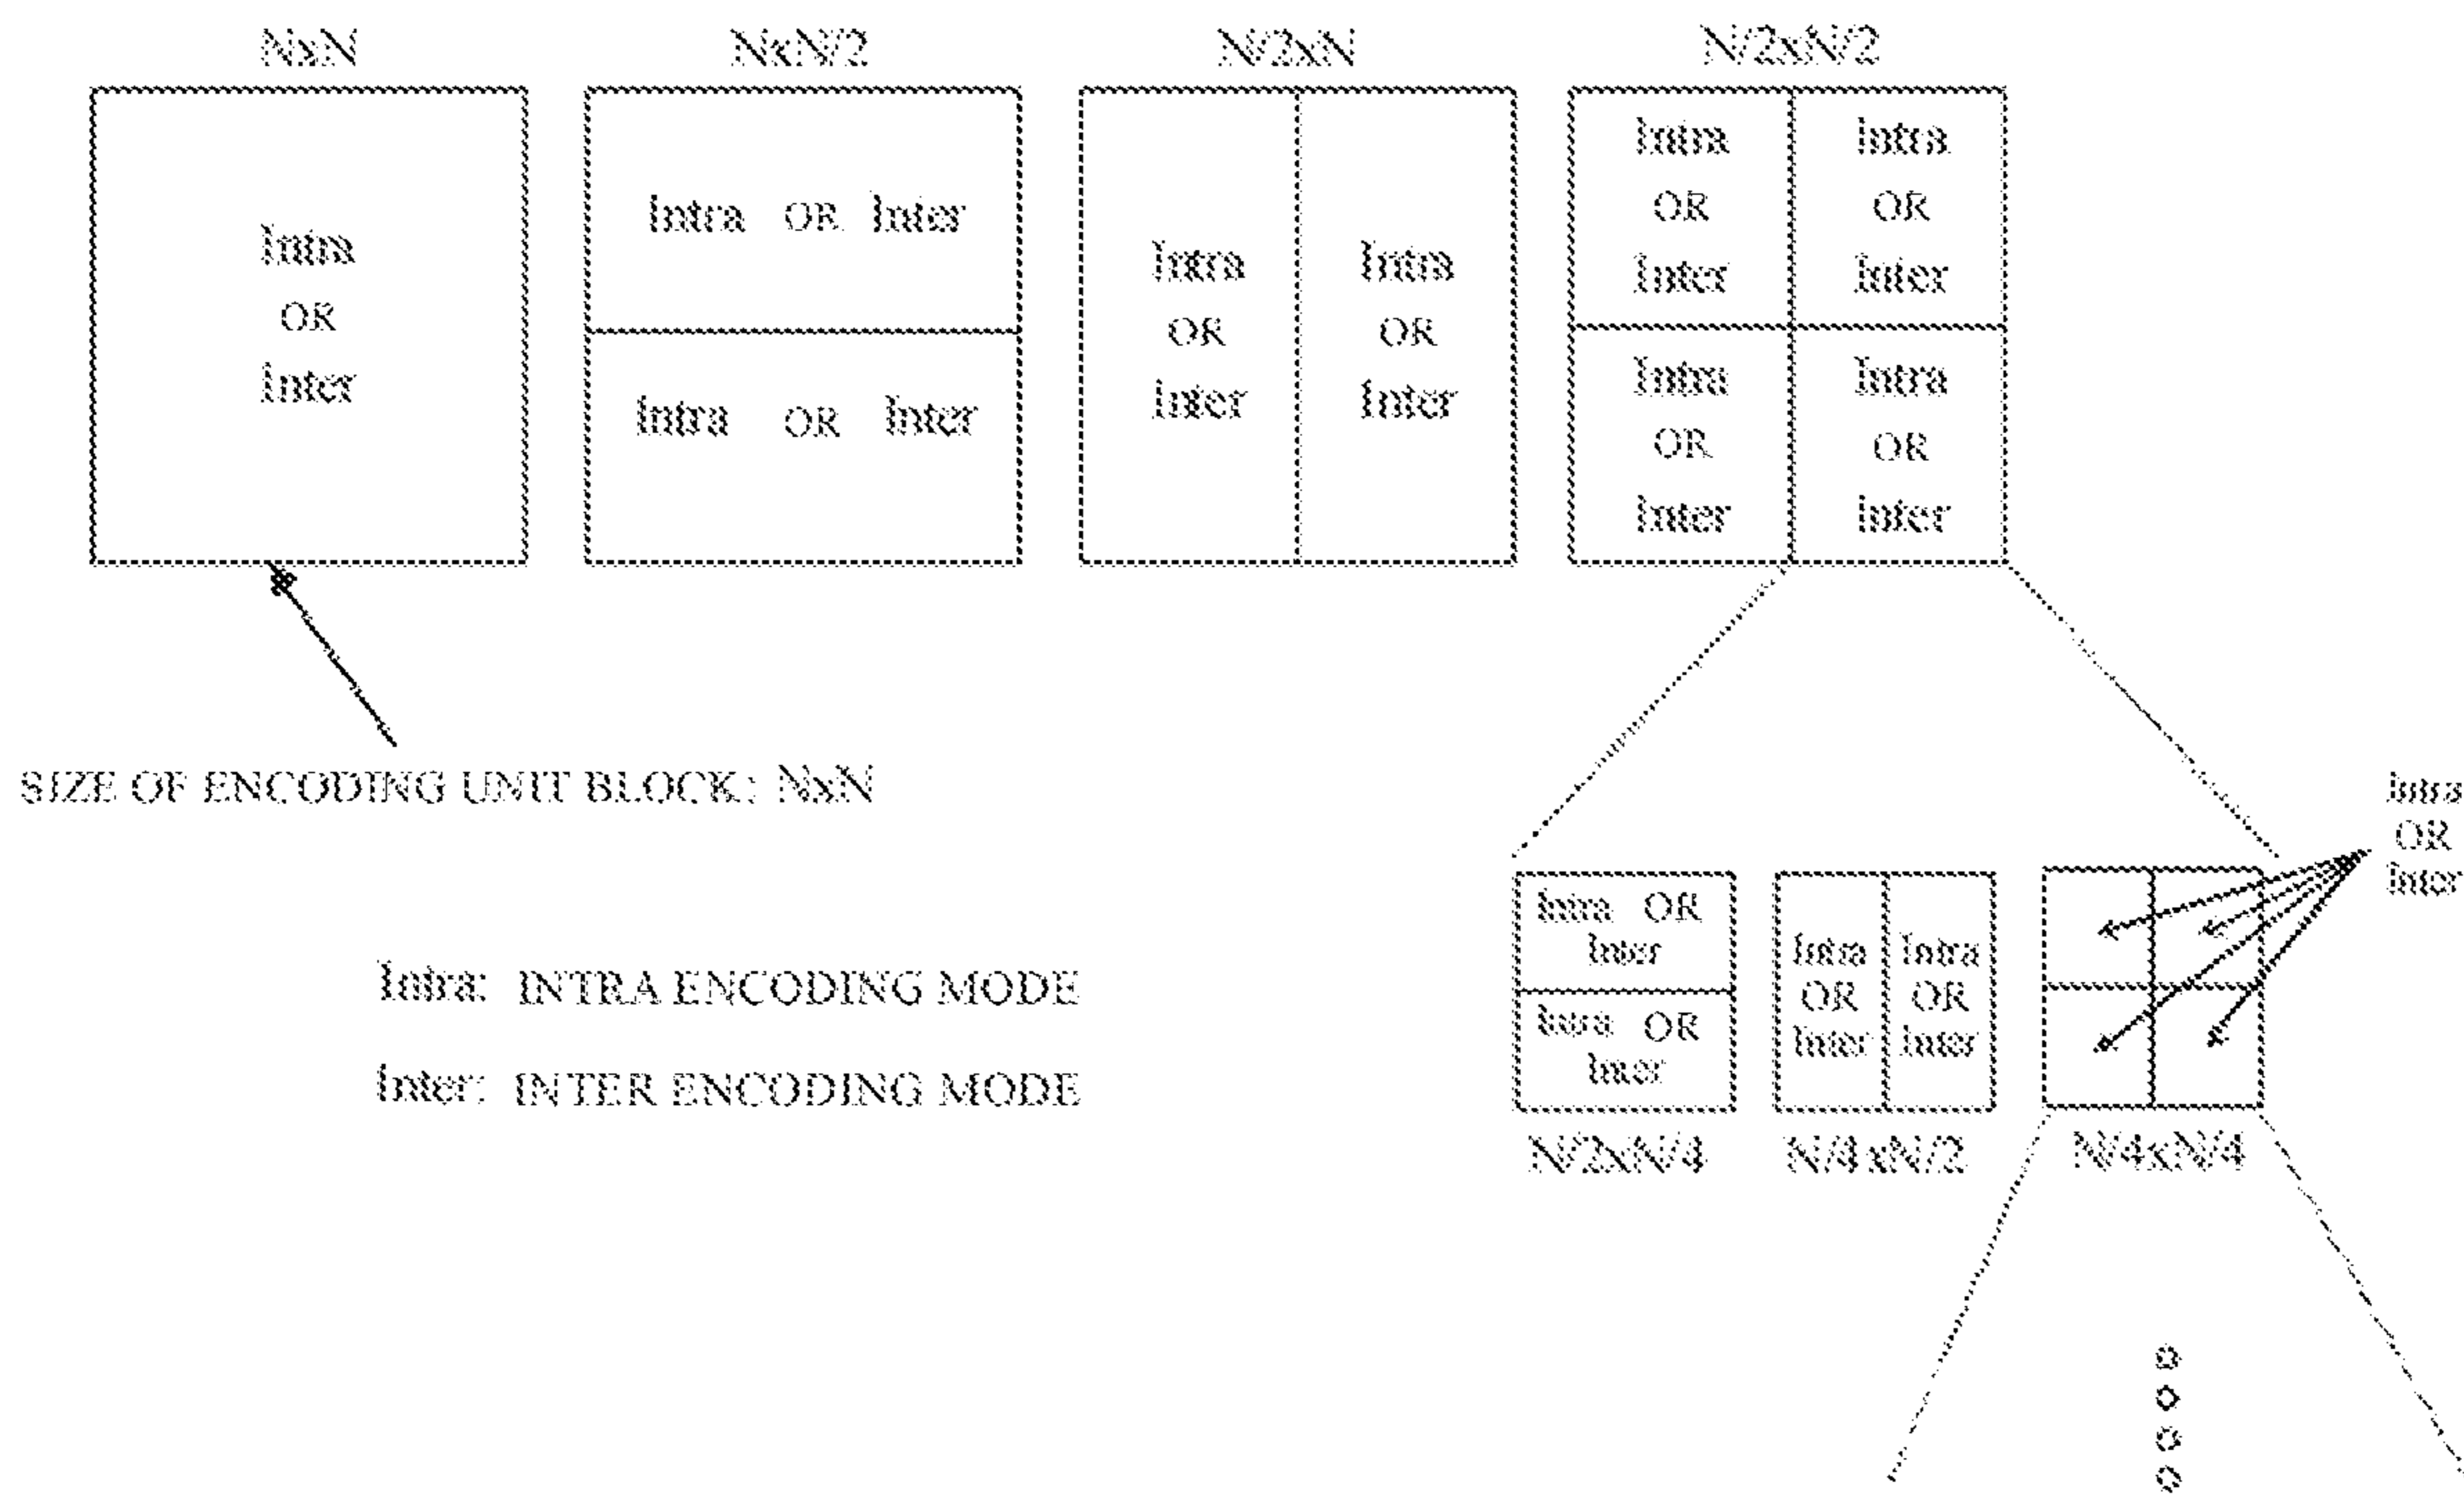 NxN
NxN/2
N/2xN
N/2xN/2
Intra
OR
Inter
Intra OR Inter
Intra OR Inter
Intra
OR
Inter
Intra
OR
Inter
Intra
OR
Inter
Intra
OR
Inter
Intra
OR
Inter
Intra
OR
Inter
SIZE OF ENCODING UNIT BLOCK: NxN
Intra
OR
Inter
Intra OR
Inter
Intra OR
Inter
Intra
OR
Inter
Intra
OR
Inter
Intra: INTRA ENCODING MODE
Inter: INTER ENCODING MODE
N/2xN/4
N/4xN/2
N/4xN/4